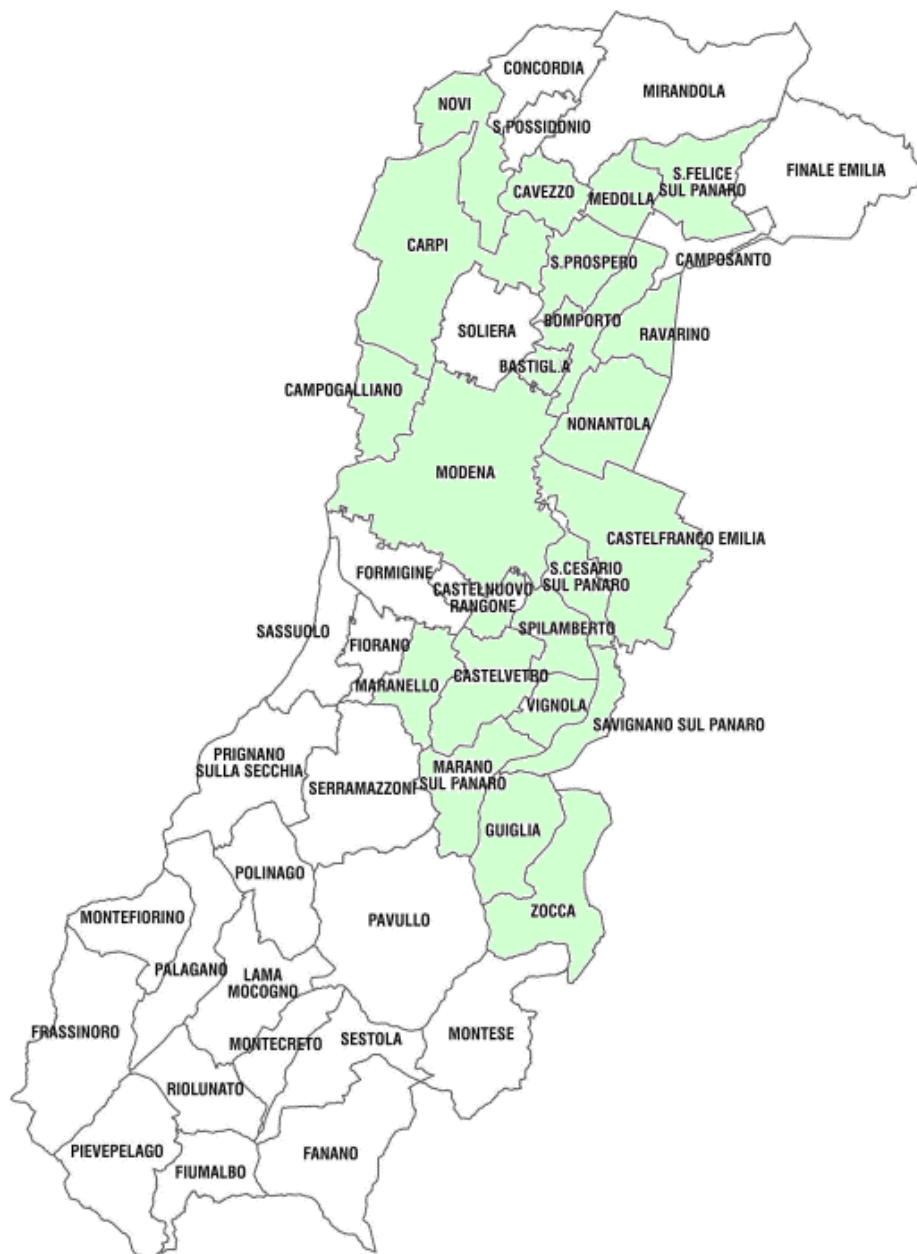 CONCORDIA
MIRANDOLA
NOVI
S.POSSIDONIO
S.FELICE
SUL PANARO
FINALE EMILIA
CAVEZZO
MEDOLLA
CARPI
S.PROSPERO
CAMPOSANTO
SOLIERA
BOMPORTO
RAVARINO
BASTIGL.A
CAMPOGALLIANO
NONANTOLA
MODENA
CASTELFRANCO EMILIA
FORMIGINE
S.CESARIO
SUL PANARO
CASTELNUOVO
RANGONE
SASSUOLO
FIORANO
SPILAMBERTO
MARANELLO
CASTELVETRO
VIGNOLA
SAVIGNANO SUL PANARO
PRIGNANO
SULLA SECCHIA
SERRAMAZZONI
MARANO
SUL PANARO
GUIGLIA
POLINAGO
ZOCCA
MONTEFIORINO
PAVULLO
PALAGANO
LAMA
MOCOGNO
FRASSINORO
MONTECRETO
SESTOLA
MONTESE
RIOLUNATO
PIEVEPELAGO
FIUMALBO
FANANO